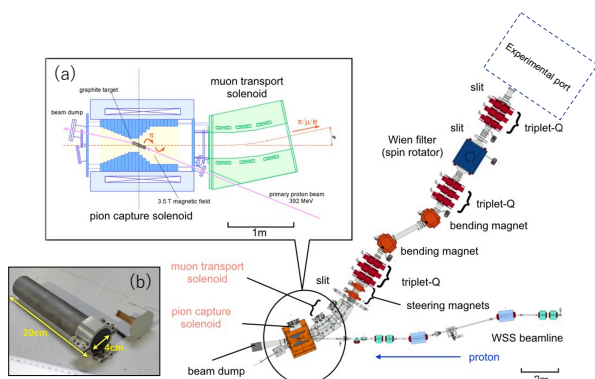 (a)
graphite target
beam dump
muon transport
solenoid
π/μ/e
3.5 T magnetic field
primary proton beam
392 MeV
pion capture solenoid
1m
Experimental port
slit
triplet-Q
slit
Wien filter
(spin rotator)
triplet-Q
bending magnet
bending magnet
triplet-Q
steering magnets
slit
muon transport
solenoid
pion capture
solenoid
beam dump
WSS beamline
proton
2m
(b)
20cm
4cm